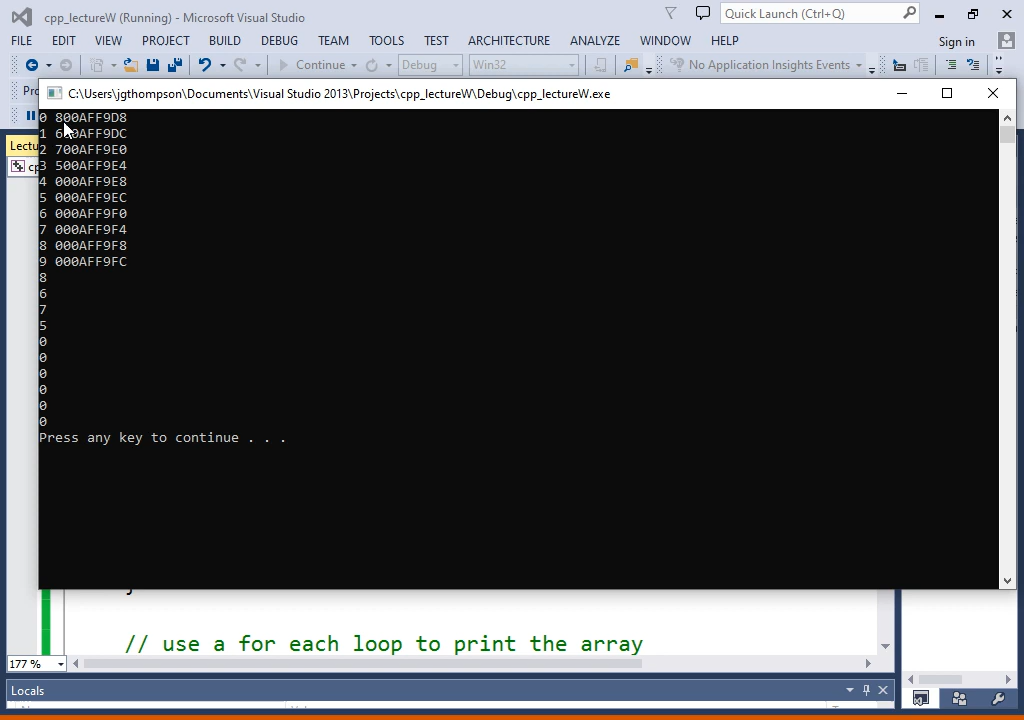 cpp_lectureW (Running) - Microsoft Visual Studio
Quick Launch (Ctrl+Q)
FILE EDIT VIEW PROJECT BUILD DEBUG TEAM TOOLS TEST ARCHITECTURE ANALYZE WINDOW HELP
Sign in
Continue Debug Win32 No Application Insights Events
C:\Users\jgthompson\Documents\Visual Studio 2013\Projects\cpp_lectureW\Debug\cpp_lectureW.exe
0 800AFF9D8
1 600AFF9DC
2 700AFF9E0
3 500AFF9E4
4 000AFF9E8
5 000AFF9EC
6 000AFF9F0
7 000AFF9F4
8 000AFF9F8
9 000AFF9FC
8
6
7
5
0
0
0
0
0
0
Press any key to continue . . .
// use a for each loop to print the array
177 %
Locals